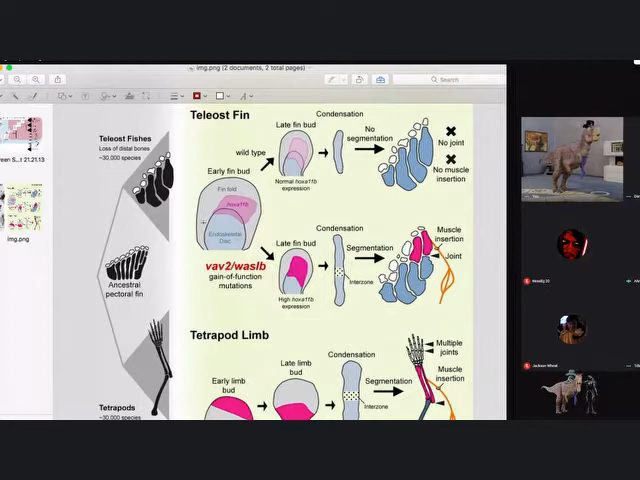 img.png (2 documents, 2 total pages)
Search
Teleost Fin
Condensation
Late fin bud
No
segmentation
Teleost Fishes
Loss of distal bones
~30,000 species
No joint
wild type
Early fin bud
No muscle
insertion
Normal hoxa11b
expression
Fin fold
hoxa11b
Endoskeletal
Disc
Condensation
Late fin bud
Segmentation
Muscle
insertion
Joint
vav2/waslb
gain-of-function
mutations
Interzone
High hoxa11b
expression
Ancestral
pectoral fin
img.png
Tetrapod Limb
Multiple
joints
Condensation
Late limb
bud
Early limb
bud
Segmentation
Muscle
insertion
Interzone
Tetrapods
~30,000 species